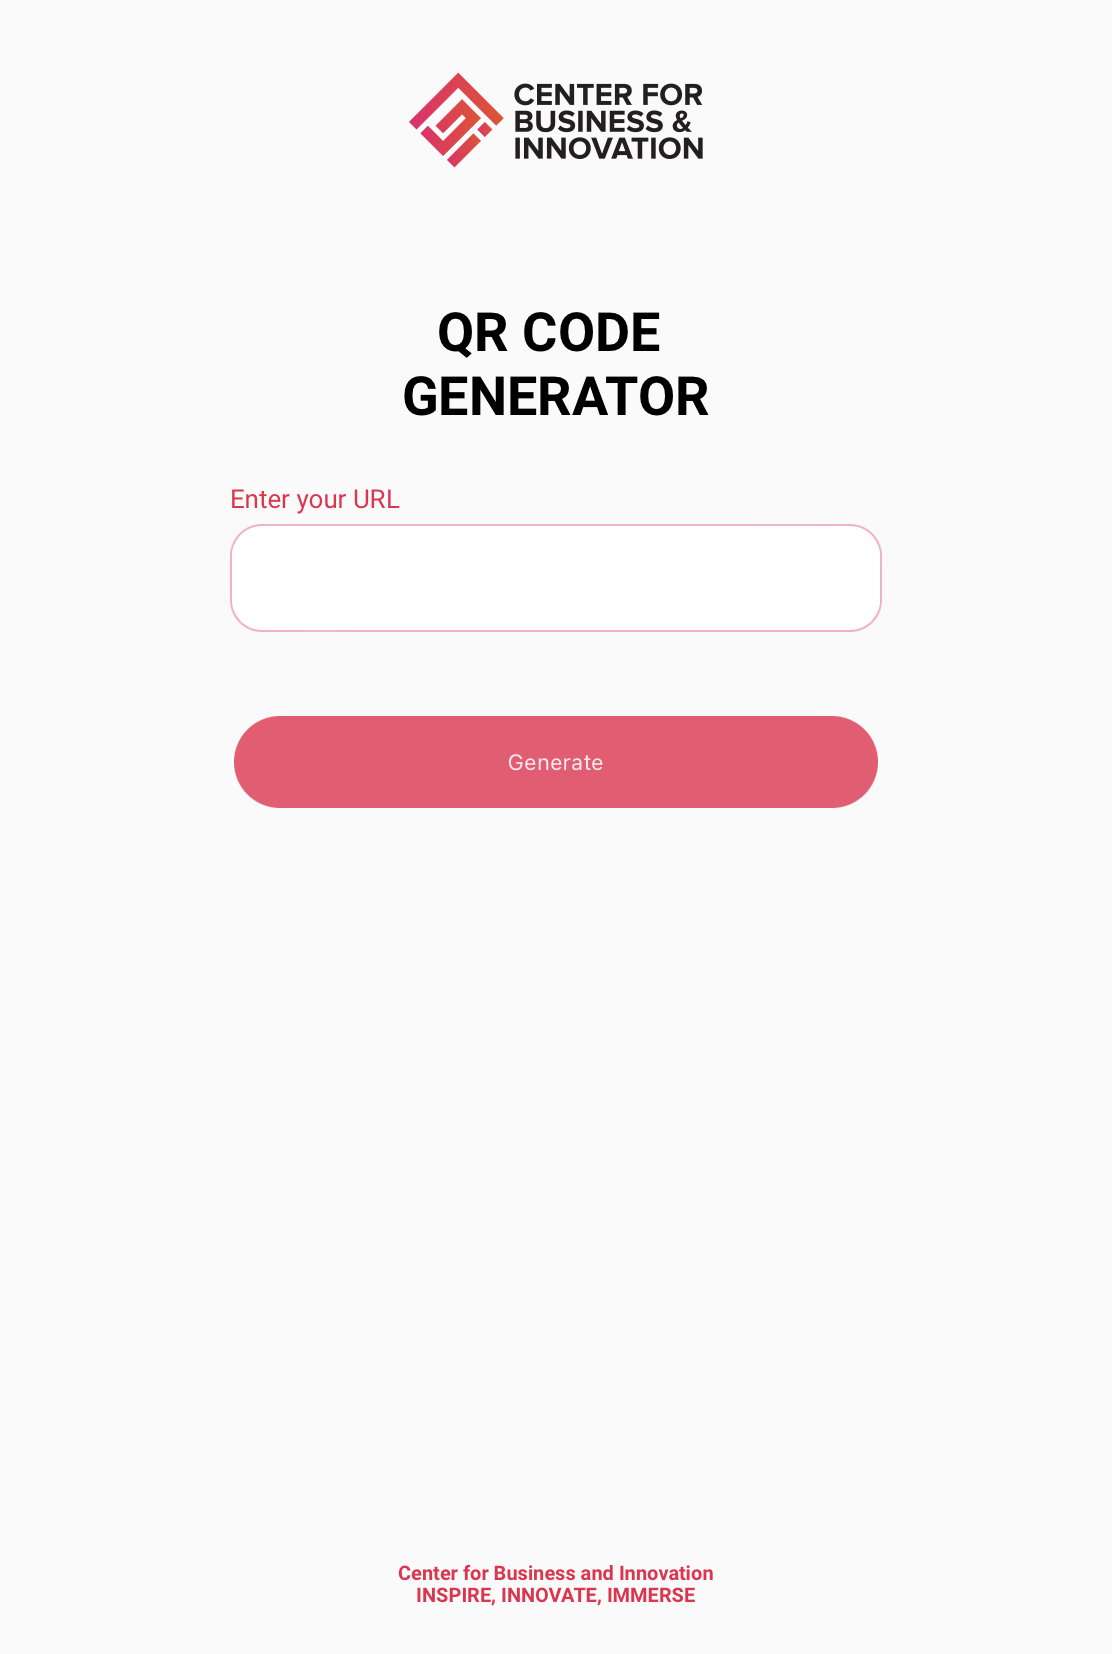 CENTER FOR
BUSINESS &
INNOVATION
QR CODE
GENERATOR
Enter your URL
Generate
Center for Business and Innovation
INSPIRE, INNOVATE, IMMERSE